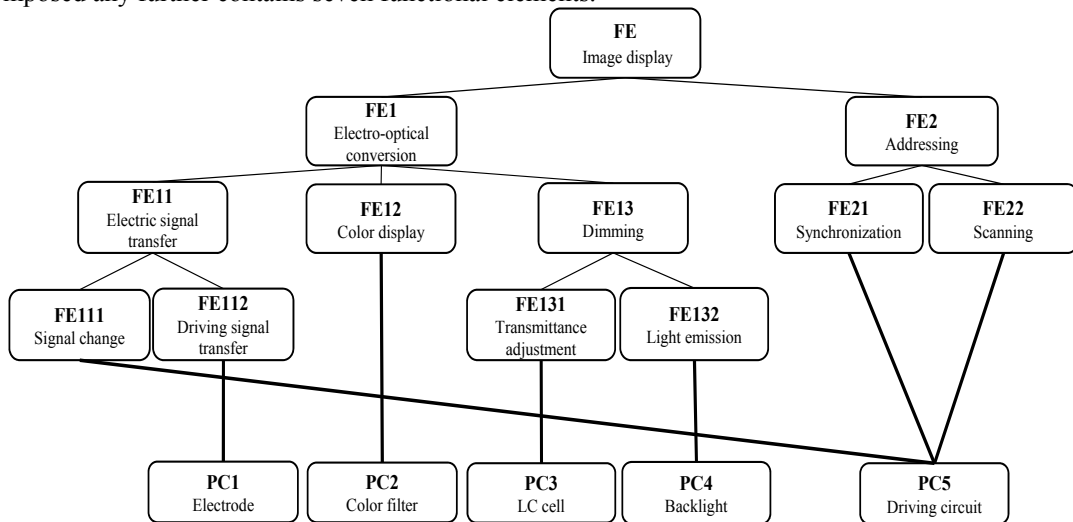 mposed any further contains seven functional elements.
FE
Image display
FE1
Electro-optical
conversion
FE2
Addressing
FE11
Electric signal
transfer
FE12
Color display
FE13
Dimming
FE21
Synchronization
FE22
Scanning
FE111
Signal change
FE112
Driving signal
transfer
FE131
Transmittance
adjustment
FE132
Light emission
PC1
Electrode
PC2
Color filter
PC3
LC cell
PC4
Backlight
PC5
Driving circuit